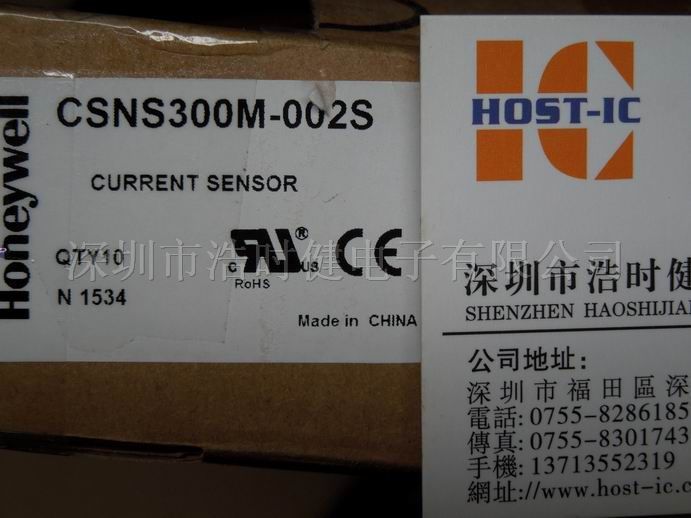 Honeywell
CSNS300M-002S
CURRENT SENSOR
QTY10
N 1534
c RU US
RoHS
CE
Made in CHINA
深圳市浩时健电子有限公司
HOST-IC
深圳市浩时健
SHENZHEN HAOSHIJIAN
公司地址:
深圳市福田區深
電話: 0755-8286185
傳真: 0755-8301743
手機: 13713552319
網址://www.host-ic.c